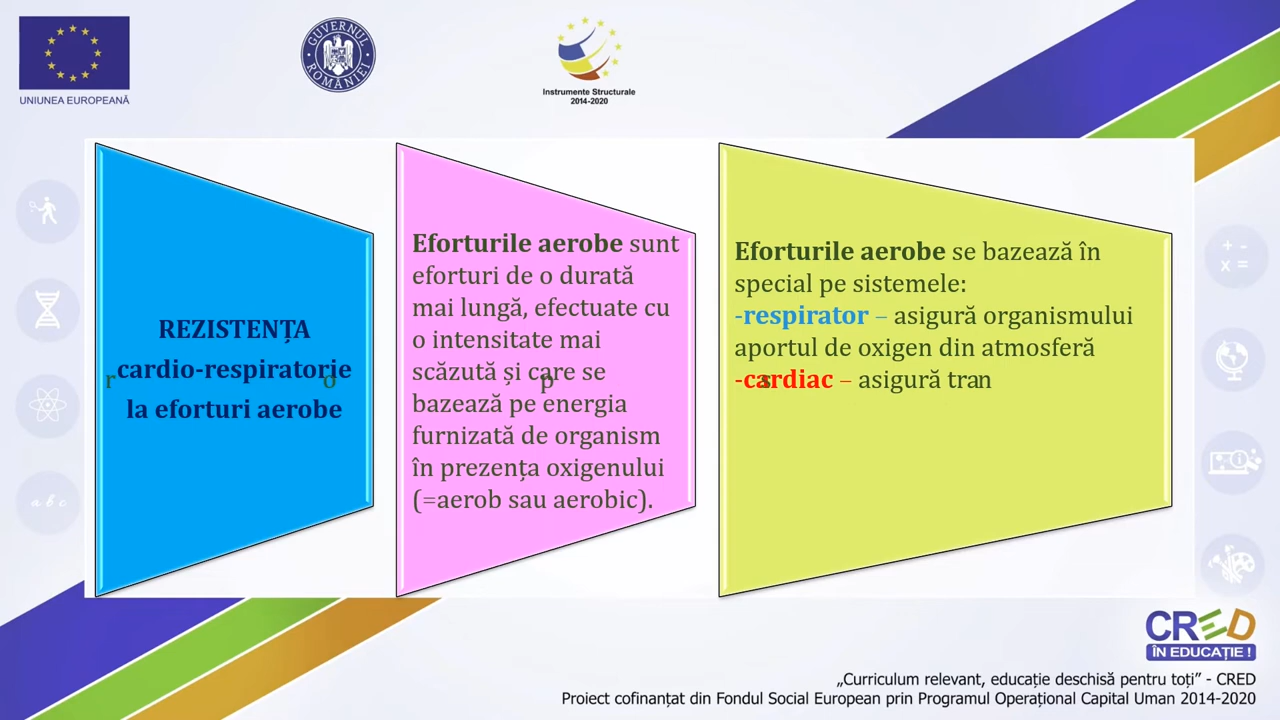 UNIUNEA EUROPEANĂ
GUVERNUL ROMÂNIEI
Instrumente Structurale
2014-2020
REZISTENȚA
cardio-respiratorie
la eforturi aerobe
Eforturile aerobe sunt
eforturi de o durată
mai lungă, efectuate cu
o intensitate mai
scăzută și care se
bazează pe energia
furnizată de organism
în prezența oxigenului
(=aerob sau aerobic).
Eforturile aerobe se bazează în
special pe sistemele:
-respirator – asigură organismului
aportul de oxigen din atmosferă
-cardiac – asigură tran
r
o
p
s
+ -
x =
a b c
CRED
ÎN EDUCAȚIE !
„Curriculum relevant, educație deschisă pentru toți” - CRED
Proiect cofinanțat din Fondul Social European prin Programul Operațional Capital Uman 2014-2020